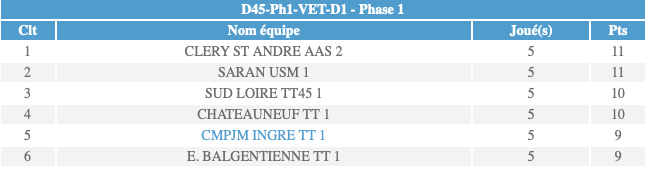 D45-Ph1-VET-D1 - Phase 1
Clt Nom équipe Joué(s) Pts
1 CLERY ST ANDRE AAS 2 5 11
2 SARAN USM 1 5 11
3 SUD LOIRE TT45 1 5 10
4 CHATEAUNEUF TT 1 5 10
5 CMPJM INGRE TT 1 5 9
6 E. BALGENTIENNE TT 1 5 9